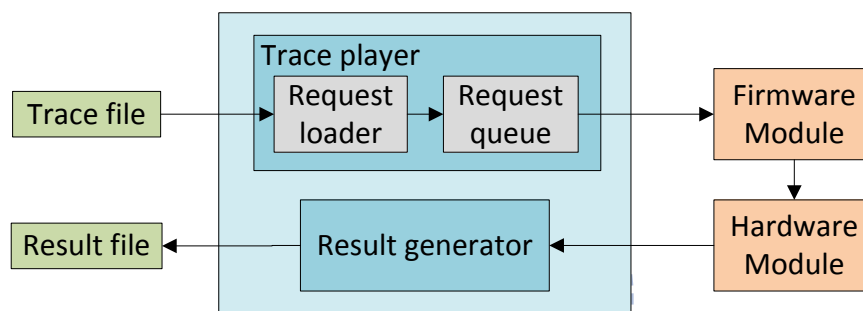 Trace player
Trace file
Request
loader
Request
queue
Firmware
Module
Result file
Result generator
Hardware
Module